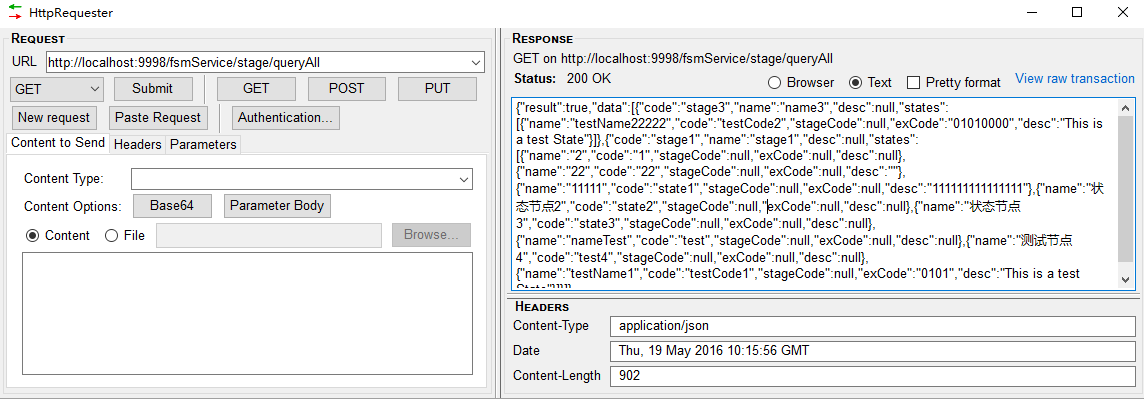 HttpRequester
REQUEST
URL http://localhost:9998/fsmService/stage/queryAll
GET Submit GET POST PUT
New request Paste Request Authentication...
Content to Send Headers Parameters
Content Type:
Content Options: Base64 Parameter Body
Content File Browse...
RESPONSE
GET on http://localhost:9998/fsmService/stage/queryAll
Status: 200 OK Browser Text Pretty format View raw transaction
{"result":true,"data":[{"code":"stage3","name":"name3","desc":null,"states":
[{"name":"testName22222","code":"testCode2","stageCode":null,"exCode":"01010000","desc":"This is
a test State"}]},{"code":"stage1","name":"stage1","desc":null,"states":
[{"name":"2","code":"1","stageCode":null,"exCode":null,"desc":null},
{"name":"22","code":"22","stageCode":null,"exCode":null,"desc":""},
{"name":"11111","code":"state1","stageCode":null,"exCode":null,"desc":"111111111111111"},{"name":"状
态节点2","code":"state2","stageCode":null,"exCode":null,"desc":null},{"name":"状态节点
3","code":"state3","stageCode":null,"exCode":null,"desc":null},
{"name":"nameTest","code":"test","stageCode":null,"exCode":null,"desc":null},{"name":"测试节点
4","code":"test4","stageCode":null,"exCode":null,"desc":null},
{"name":"testName1","code":"testCode1","stageCode":null,"exCode":"0101","desc":"This is a test
State"}]}]}
HEADERS
Content-Type application/json
Date Thu, 19 May 2016 10:15:56 GMT
Content-Length 902